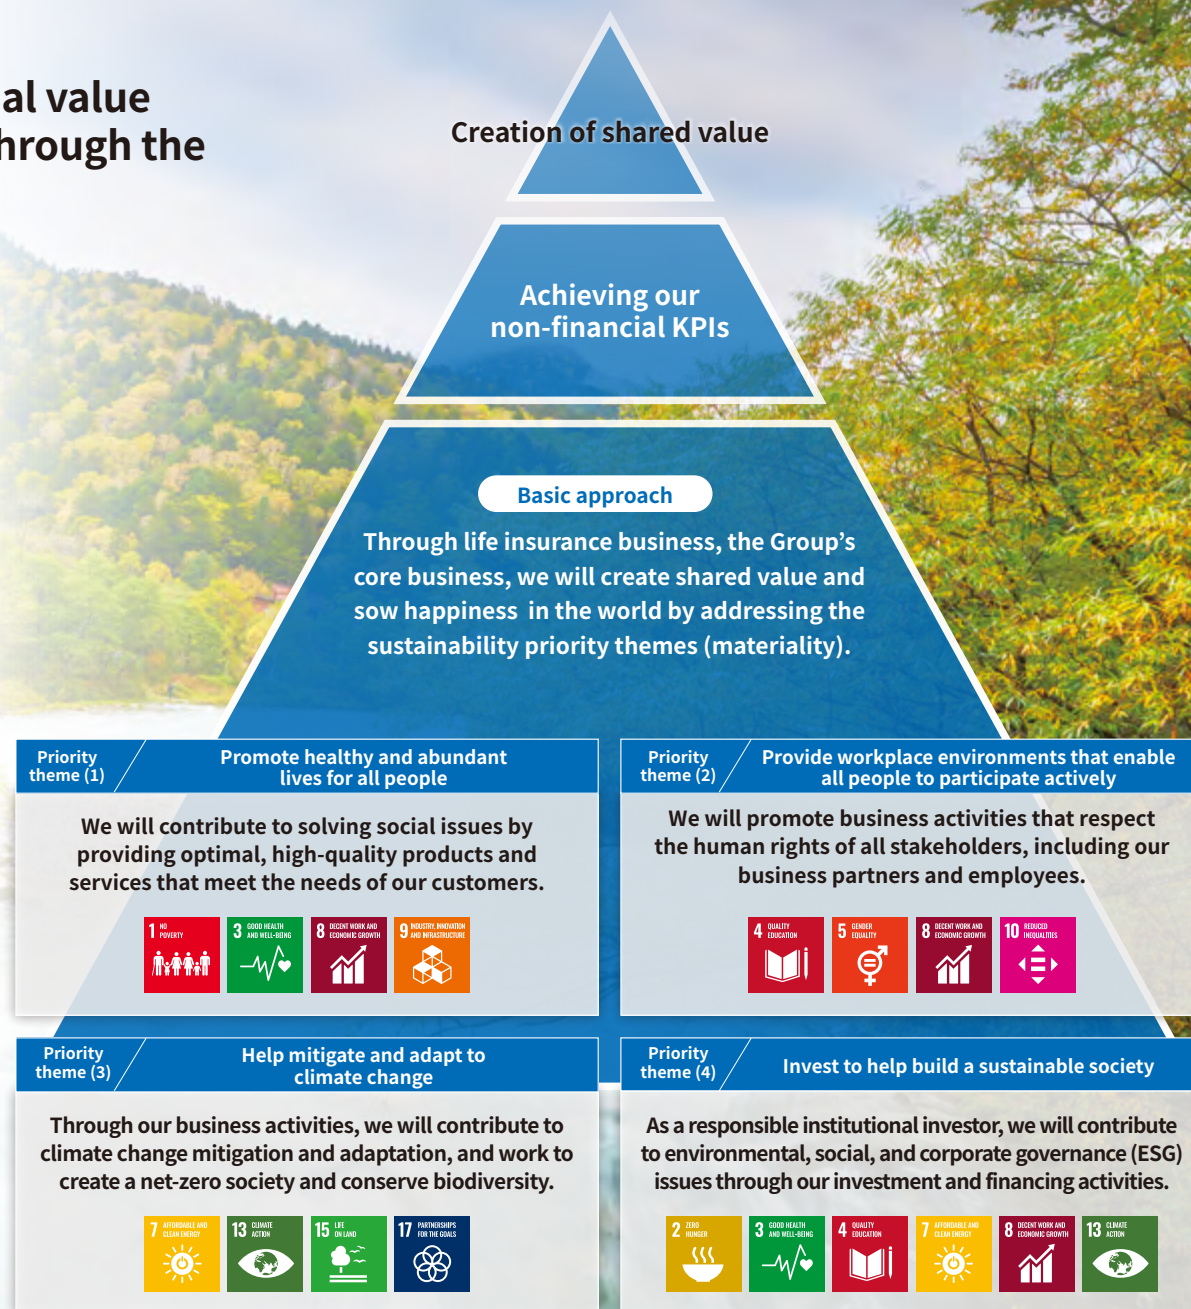 al value
through the
Creation of shared value
Achieving our
non-financial KPIs
Basic approach
Through life insurance business, the Group's
core business, we will create shared value and
sow happiness in the world by addressing the
sustainability priority themes (materiality).
Priority
theme (1)
Promote healthy and abundant
lives for all people
We will contribute to solving social issues by
providing optimal, high-quality products and
services that meet the needs of our customers.
1 NO
POVERTY
3 GOOD HEALTH
AND WELL-BEING
8 DECENT WORK AND
ECONOMIC GROWTH
9 INDUSTRY, INNOVATION
AND INFRASTRUCTURE
Priority
theme (2)
Provide workplace environments that enable
all people to participate actively
We will promote business activities that respect
the human rights of all stakeholders, including our
business partners and employees.
4 QUALITY
EDUCATION
5 GENDER
EQUALITY
8 DECENT WORK AND
ECONOMIC GROWTH
10 REDUCED
INEQUALITIES
Priority
theme (3)
Help mitigate and adapt to
climate change
Through our business activities, we will contribute to
climate change mitigation and adaptation, and work to
create a net-zero society and conserve biodiversity.
7 AFFORDABLE AND
CLEAN ENERGY
13 CLIMATE
ACTION
15 LIFE
ON LAND
17 PARTNERSHIPS
FOR THE GOALS
Priority
theme (4)
Invest to help build a sustainable society
As a responsible institutional investor, we will contribute
to environmental, social, and corporate governance (ESG)
issues through our investment and financing activities.
2 ZERO
HUNGER
3 GOOD HEALTH
AND WELL-BEING
4 QUALITY
EDUCATION
7 AFFORDABLE AND
CLEAN ENERGY
8 DECENT WORK AND
ECONOMIC GROWTH
13 CLIMATE
ACTION